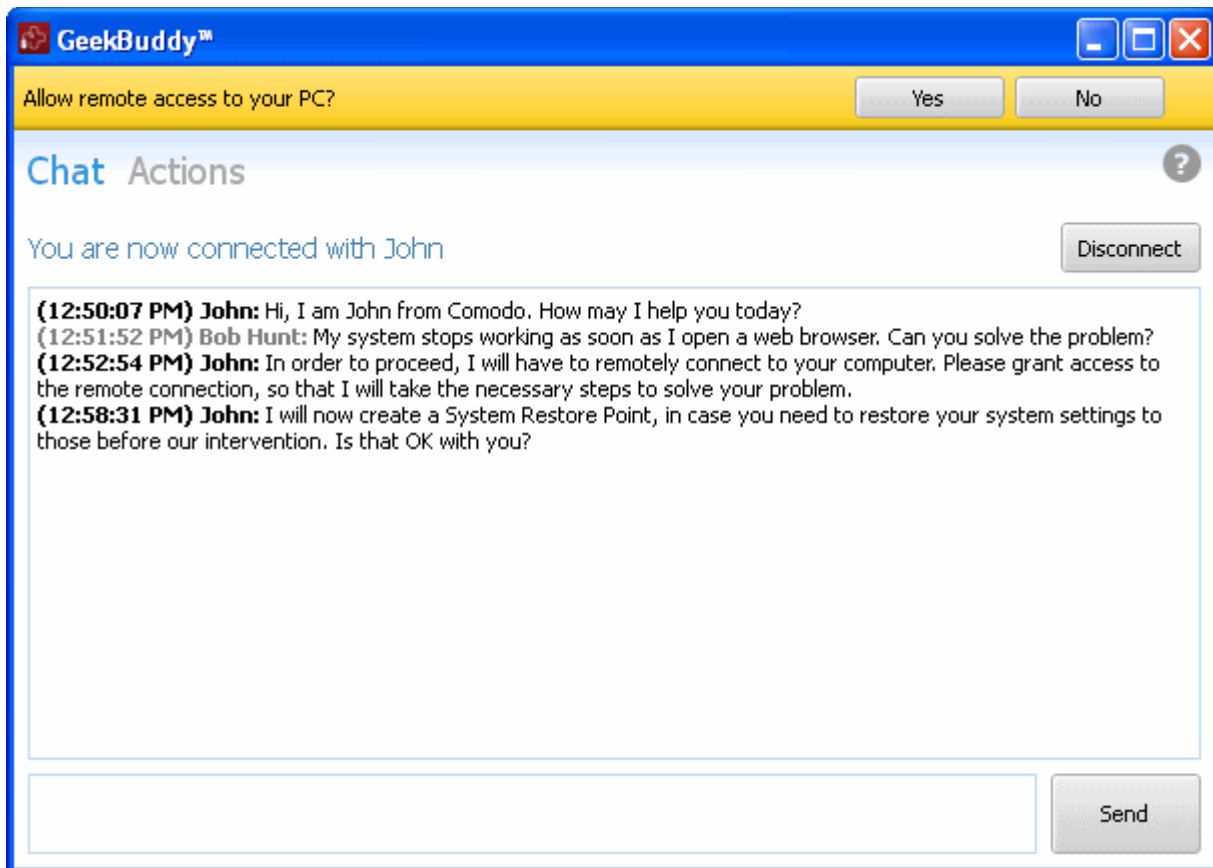 GeekBuddy™
Allow remote access to your PC?
Yes
No
Chat Actions
?
You are now connected with John
Disconnect
(12:50:07 PM) John: Hi, I am John from Comodo. How may I help you today?
(12:51:52 PM) Bob Hunt: My system stops working as soon as I open a web browser. Can you solve the problem?
(12:52:54 PM) John: In order to proceed, I will have to remotely connect to your computer. Please grant access to
the remote connection, so that I will take the necessary steps to solve your problem.
(12:58:31 PM) John: I will now create a System Restore Point, in case you need to restore your system settings to
those before our intervention. Is that OK with you?
Send